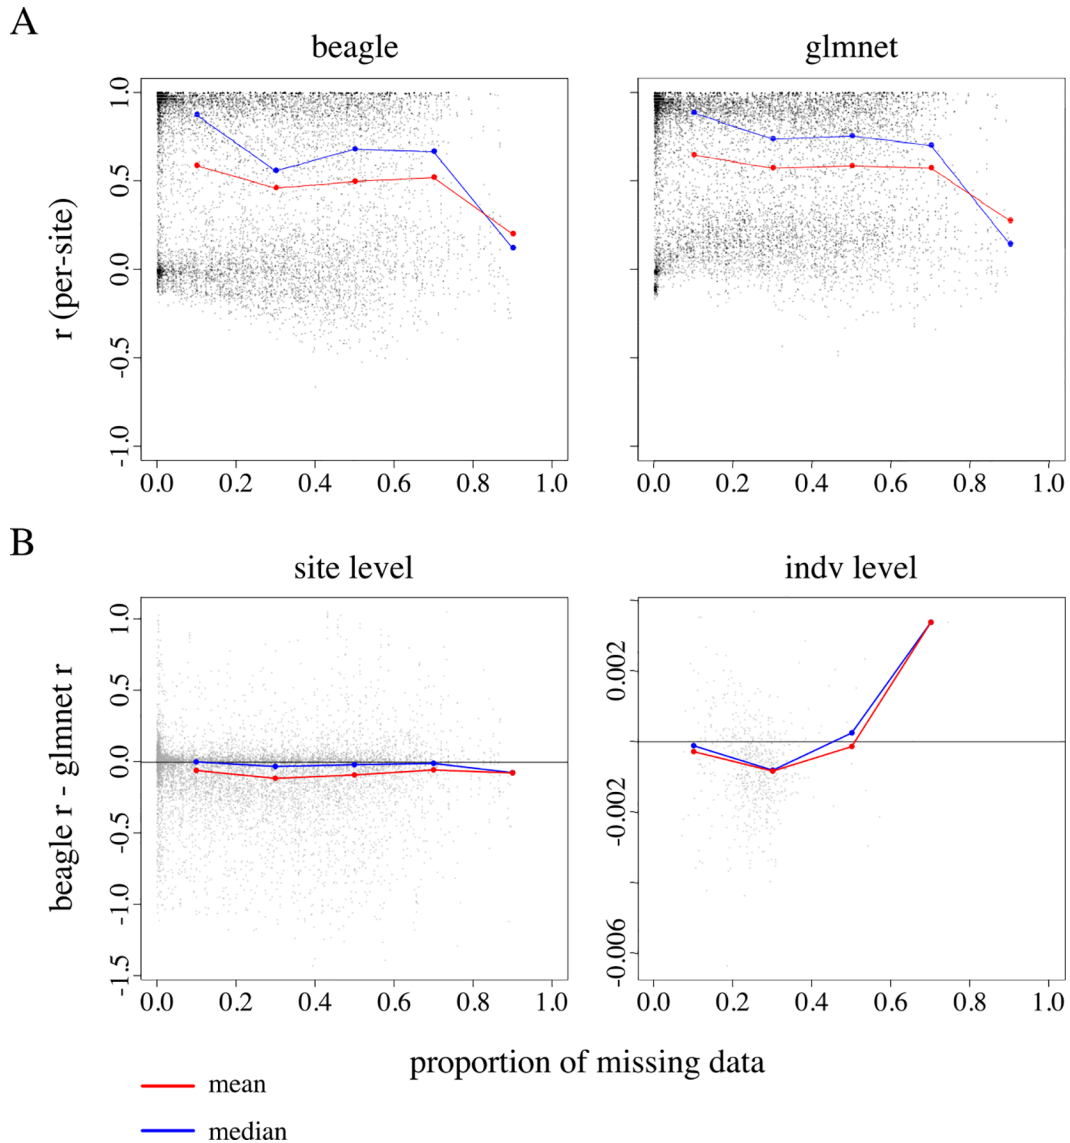 A
beagle
glmnet
r (per-site)
1.0
0.5
0.0
-0.5
-1.0
0.0 0.2 0.4 0.6 0.8 1.0
0.0 0.2 0.4 0.6 0.8 1.0
B
site level
indv level
beagle r - glmnet r
1.0
0.5
0.0
-0.5
-1.0
-1.5
0.002
-0.002
-0.006
0.0 0.2 0.4 0.6 0.8 1.0
0.0 0.2 0.4 0.6 0.8 1.0
proportion of missing data
mean
median